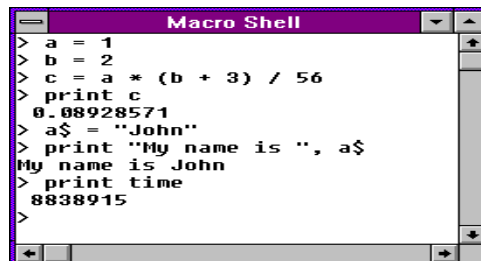 Macro Shell
> a = 1
> b = 2
> c = a * (b + 3) / 56
> print c
0.08928571
> a$ = "John"
> print "My name is ", a$
My name is John
> print time
8838915
>